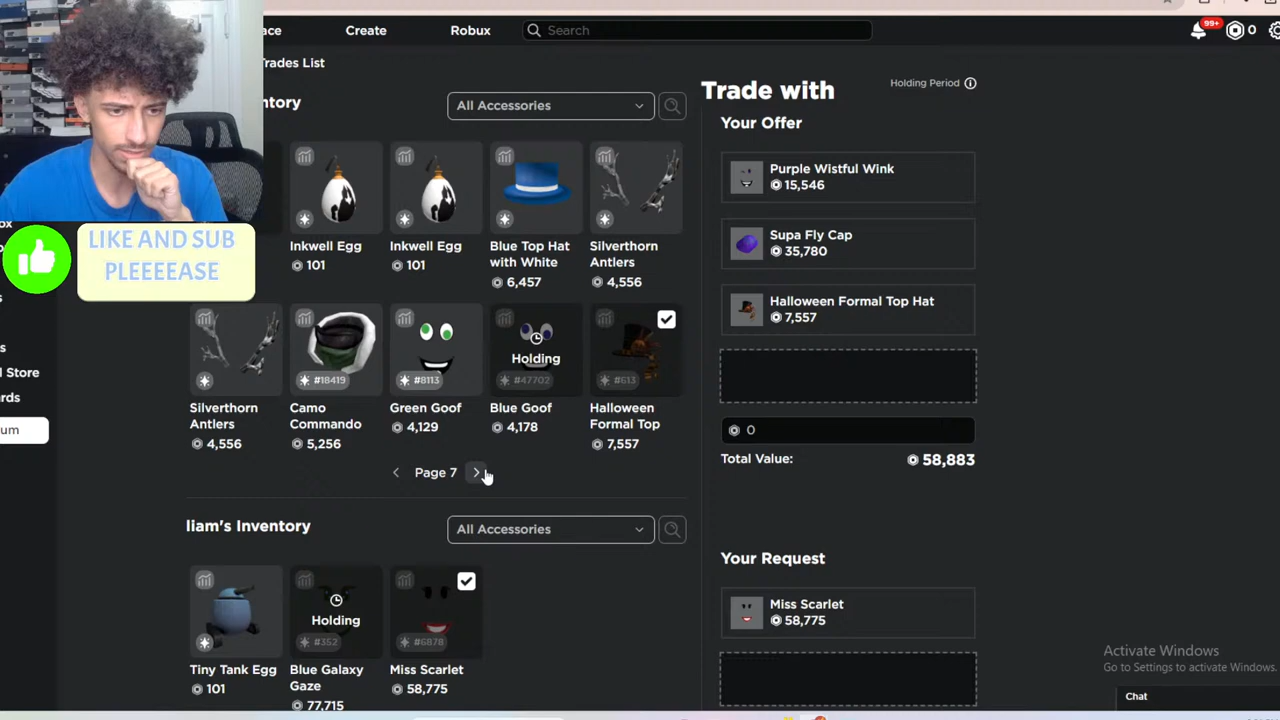 ace
Create
Robux
Search
99+
0
Trades List
nventory
All Accessories
Inkwell Egg
101
Inkwell Egg
101
Blue Top Hat
with White
6,457
Silverthorn
Antlers
4,556
Silverthorn
Antlers
4,556
#18419
Camo
Commando
5,256
#8113
Green Goof
4,129
Holding
#47702
Blue Goof
4,178
#613
Halloween
Formal Top
7,557
Page 7
liam's Inventory
All Accessories
Tiny Tank Egg
101
Holding
#352
Blue Galaxy
Gaze
77,715
#6878
Miss Scarlet
58,775
Trade with
Holding Period
Your Offer
Purple Wistful Wink
15,546
Supa Fly Cap
35,780
Halloween Formal Top Hat
7,557
0
Total Value:
58,883
Your Request
Miss Scarlet
58,775
LIKE AND SUB
PLEEEEASE
ox
s
s
l Store
rds
um
Activate Windows
Go to Settings to activate Windows.
Chat